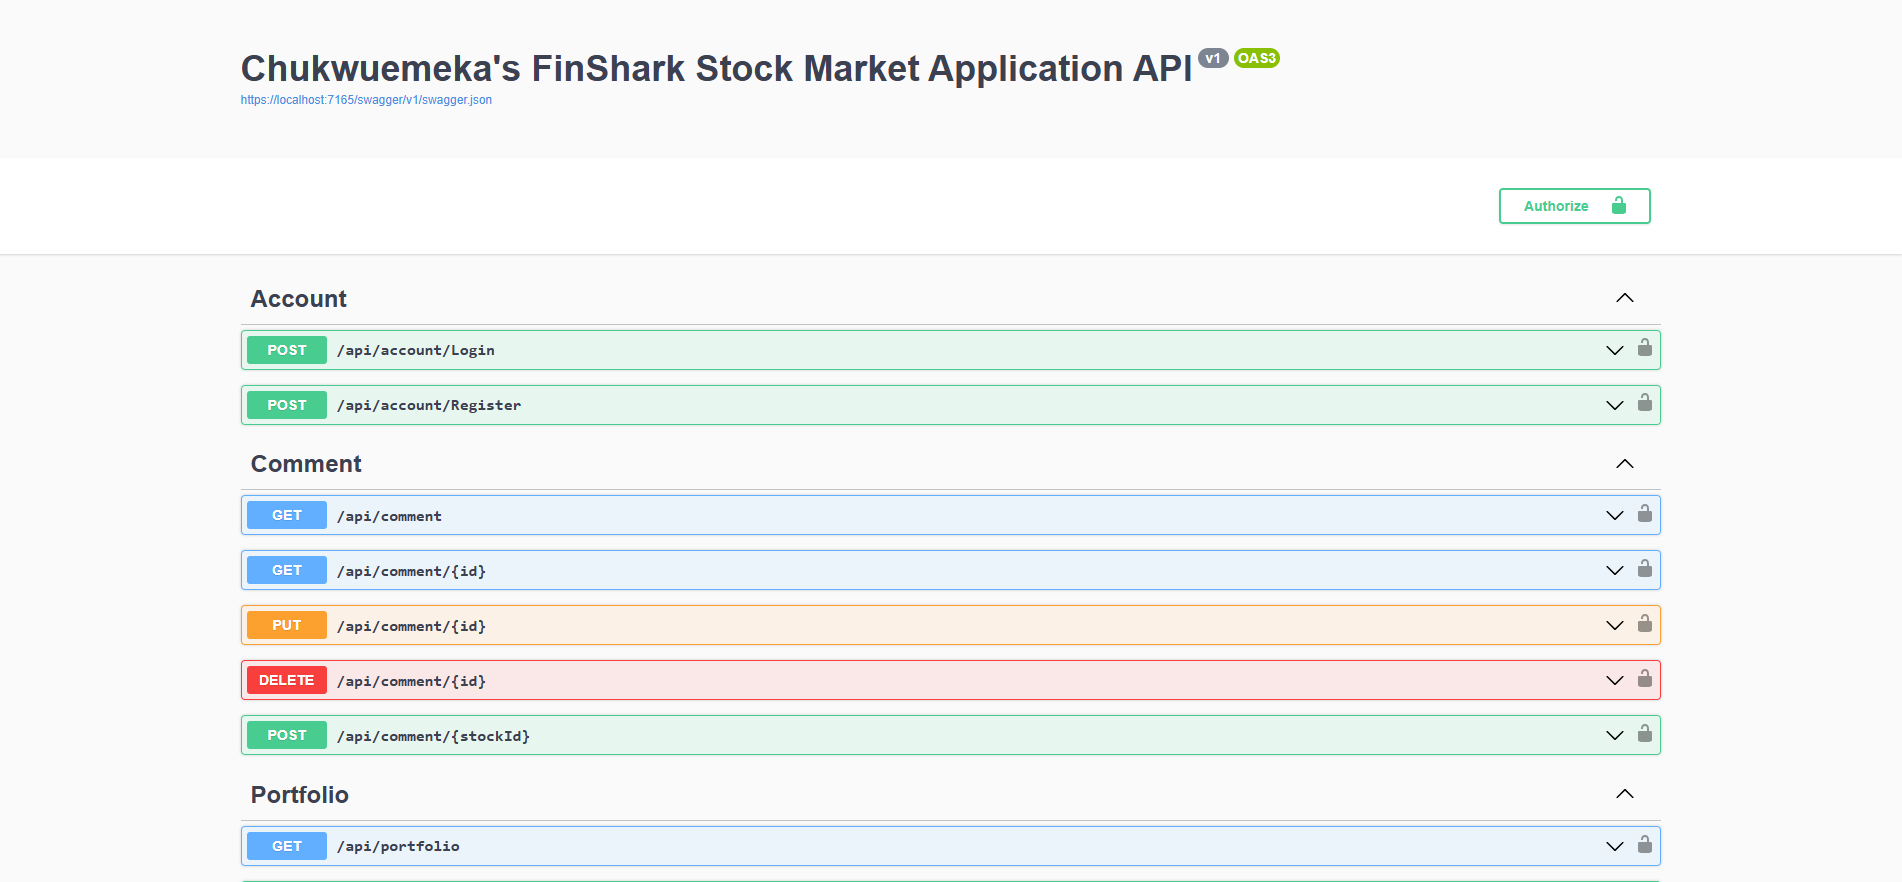 Chukwuemeka's FinShark Stock Market Application API v1 OAS3
https://localhost:7165/swagger/v1/swagger.json
Authorize
Account
POST /api/account/Login
POST /api/account/Register
Comment
GET /api/comment
GET /api/comment/{id}
PUT /api/comment/{id}
DELETE /api/comment/{id}
POST /api/comment/{stockId}
Portfolio
GET /api/portfolio